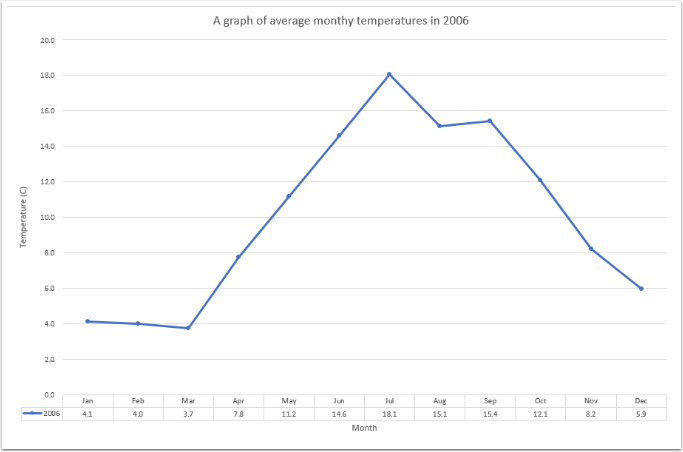 A graph of average monthy temperatures in 2006
20.0
18.0
16.0
14.0
12.0
10.0
8.0
6.0
4.0
2.0
0.0
Temperature (C)
Jan Feb Mar Apr May Jun Jul Aug Sep Oct Nov Dec
2006 4.1 4.0 3.7 7.8 11.2 14.6 18.1 15.1 15.4 12.1 8.2 5.9
Month